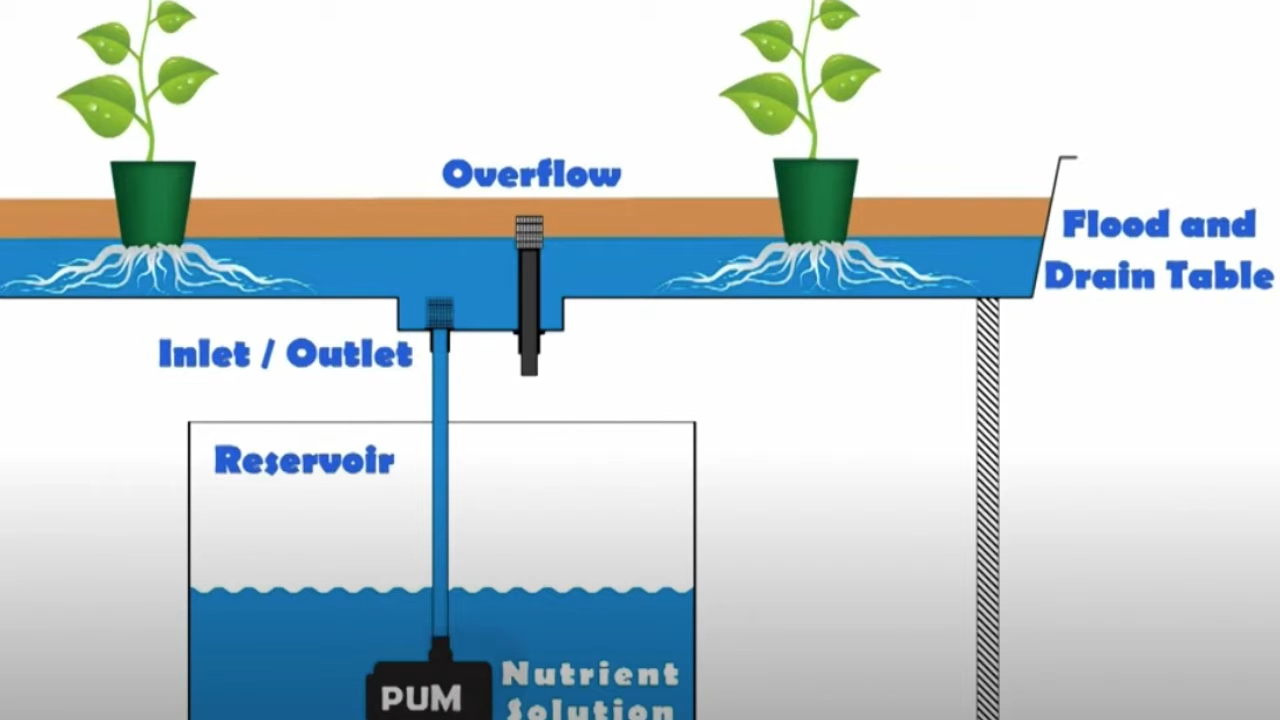 Overflow
Flood and
Drain Table
Inlet / Outlet
Reservoir
Nutrient
PUM
Solution